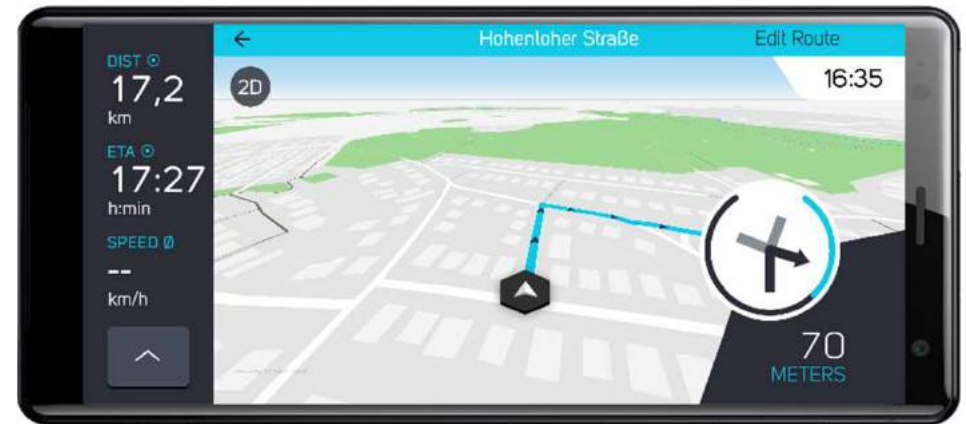 Hohenloher Straße
Edit Route
DIST
17,2
km
ETA
17:27
h:min
SPEED Ø
--
km/h
2D
16:35
70
METERS